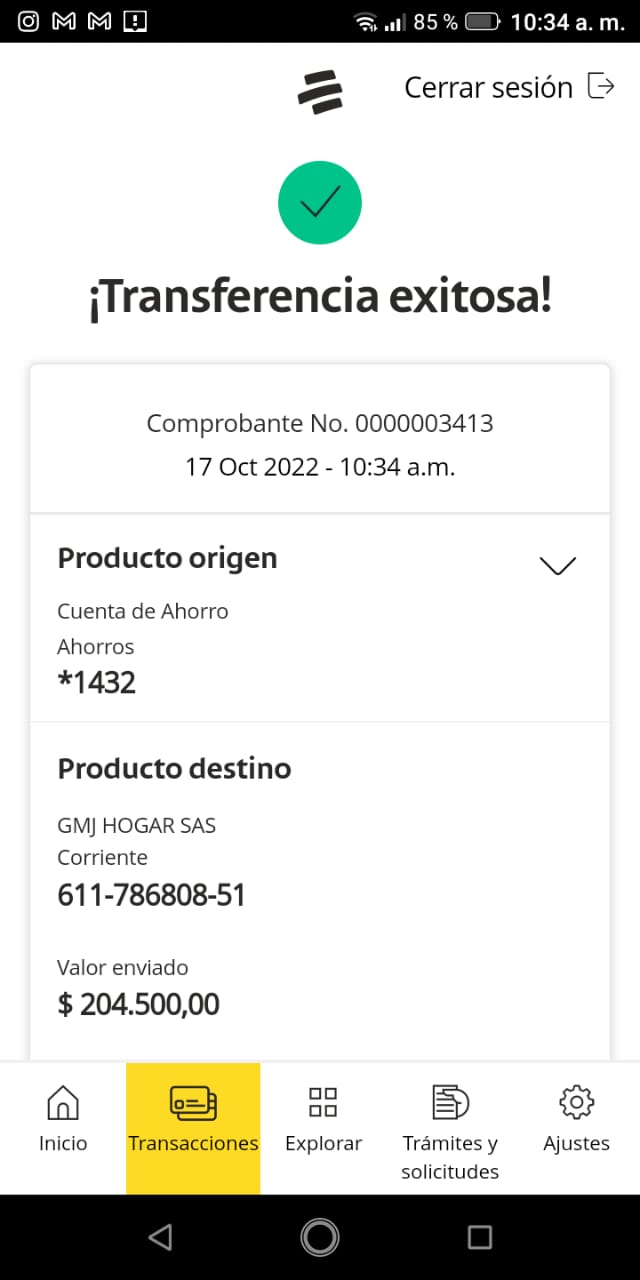 85 % 10:34 a. m.
Cerrar sesión
¡Transferencia exitosa!
Comprobante No. 0000003413
17 Oct 2022 - 10:34 a.m.
Producto origen
Cuenta de Ahorro
Ahorros
*1432
Producto destino
GMJ HOGAR SAS
Corriente
611-786808-51
Valor enviado
$ 204.500,00
Inicio
Transacciones
Explorar
Trámites y
solicitudes
Ajustes